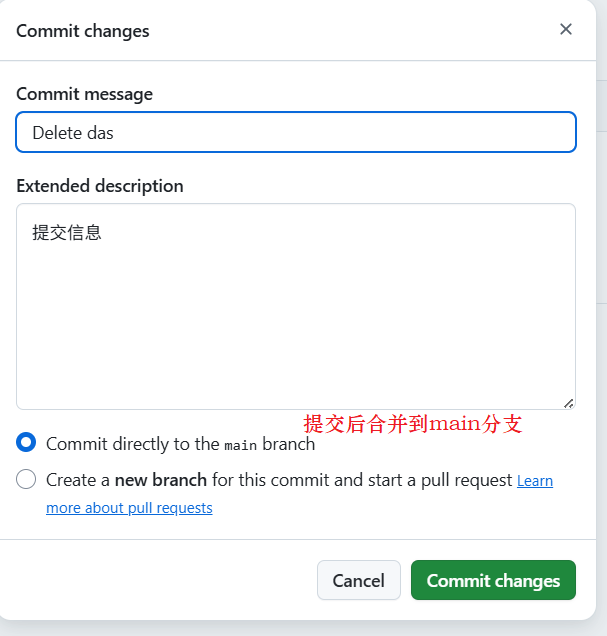 Commit changes
Commit message
Delete das
Extended description
提交信息
提交后合并到main分支
Commit directly to the main branch
Create a new branch for this commit and start a pull request Learn
more about pull requests
Cancel
Commit changes